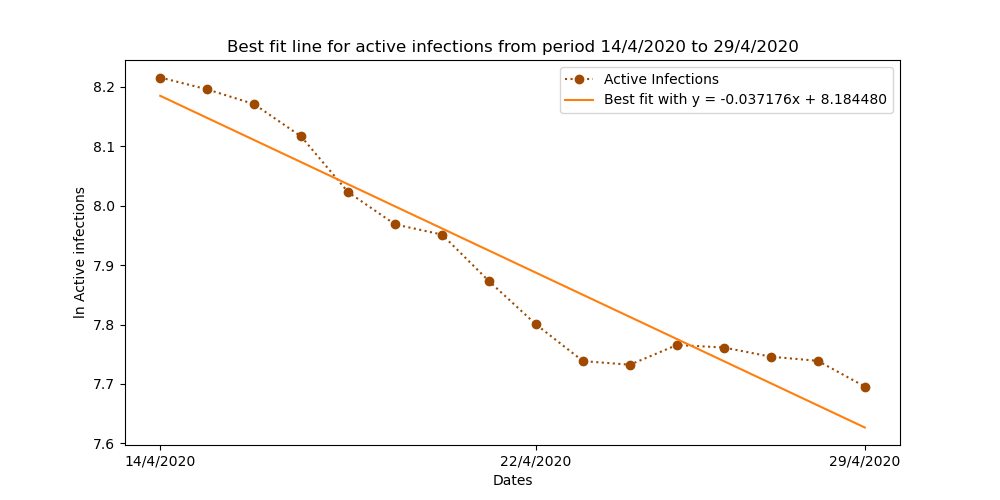 Best fit line for active infections from period 14/4/2020 to 29/4/2020
Active Infections
Best fit with y = -0.037176x + 8.184480
8.2
8.1
8.0
7.9
7.8
7.7
7.6
ln Active infections
14/4/2020 22/4/2020 29/4/2020
Dates